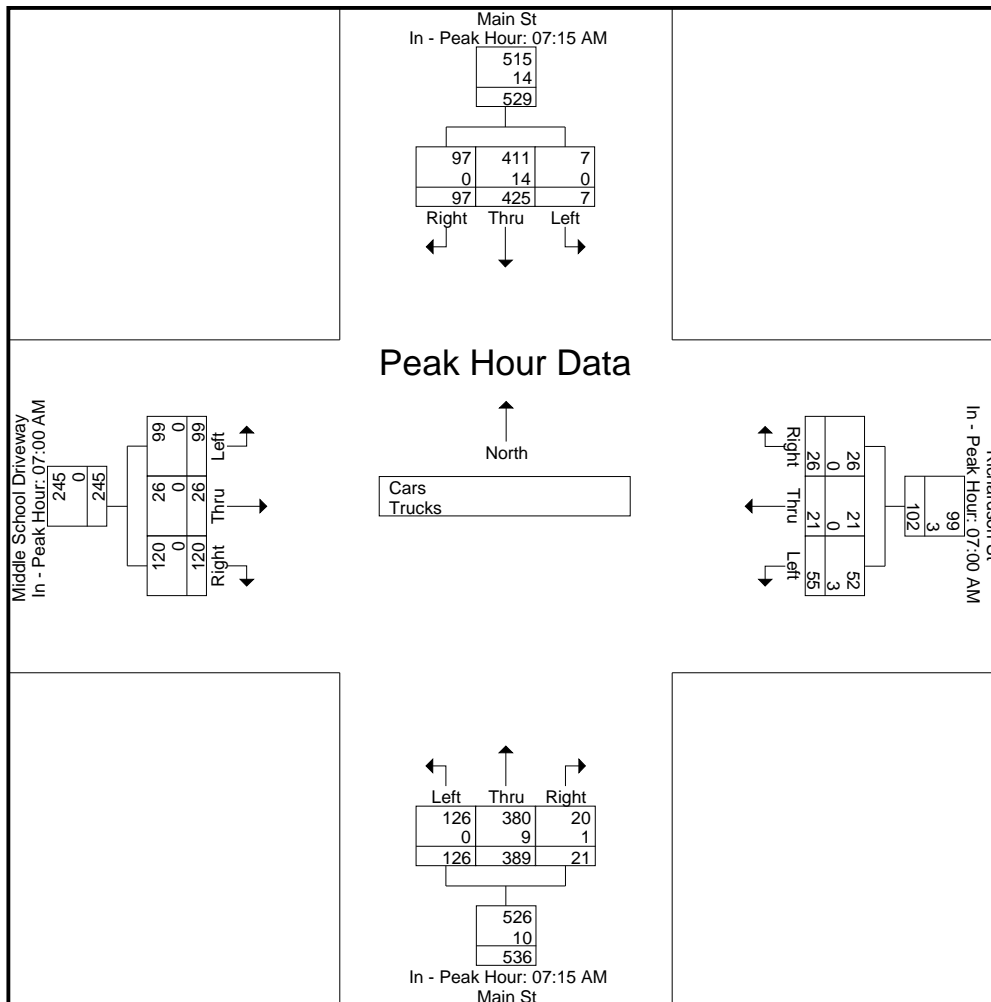 Main St
In - Peak Hour: 07:15 AM
515
14
529
97 411 7
0 14 0
97 425 7
Right Thru Left
Peak Hour Data
North
Cars
Trucks
Middle School Driveway
In - Peak Hour: 07:00 AM
245
0
245
99 0 99
Left
26 0 26
Thru
120 0 120
Right
Richardson St
In - Peak Hour: 07:00 AM
99
3
102
Right
26 0 26
Thru
21 0 21
Left
55 3 52
Left Thru Right
126 380 20
0 9 1
126 389 21
526
10
536
In - Peak Hour: 07:15 AM
Main St